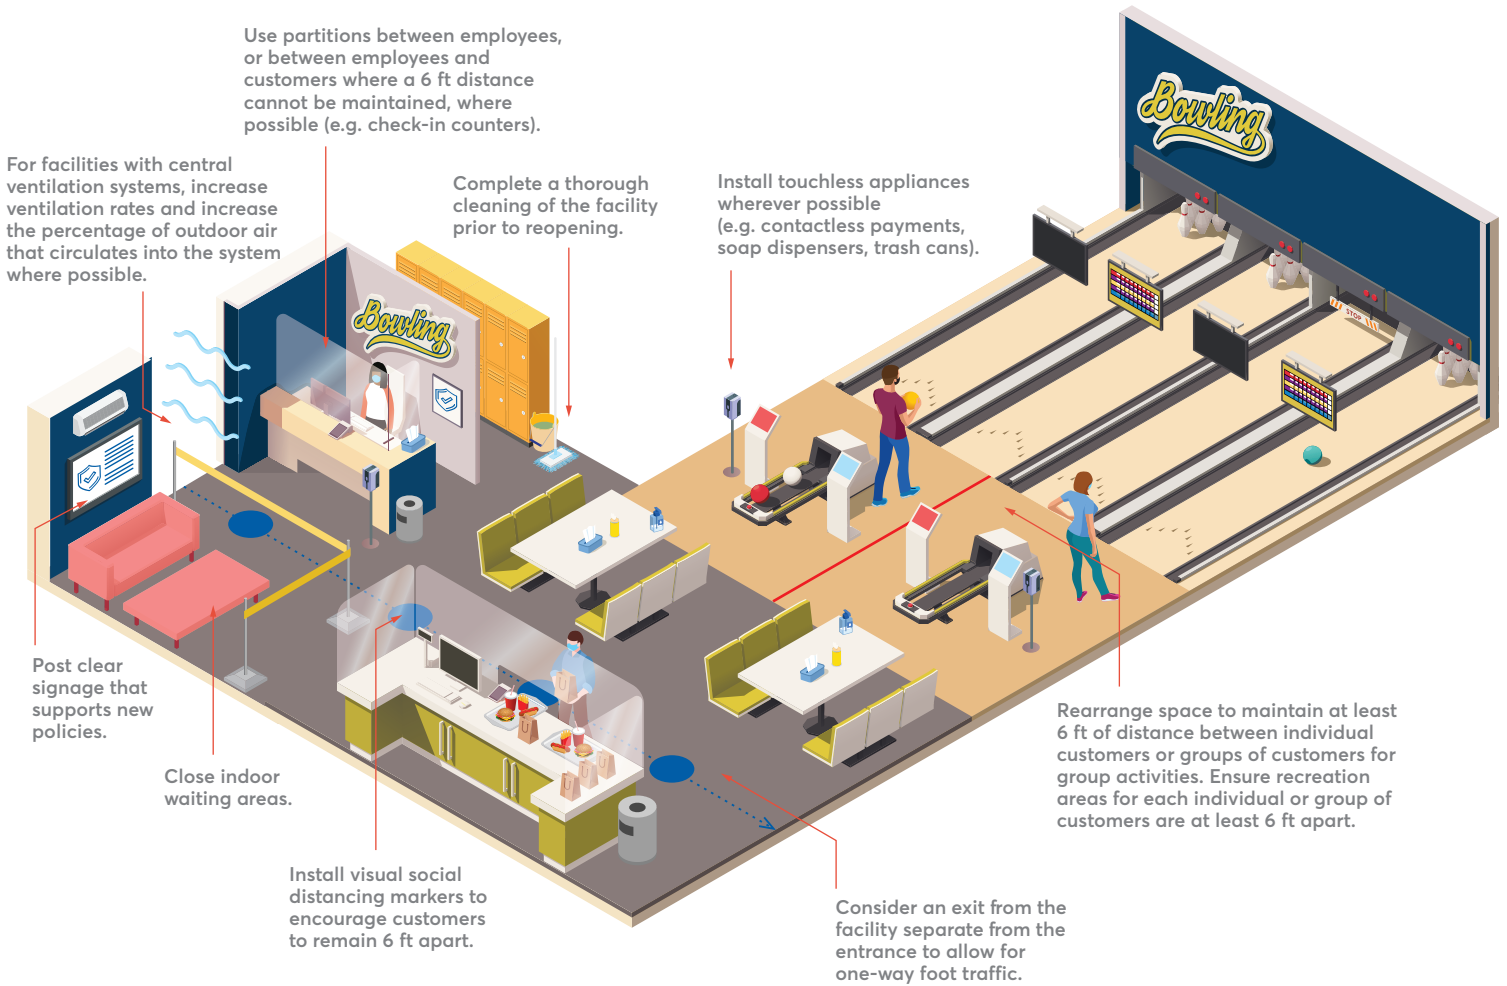 Use partitions between employees,
or between employees and
customers where a 6 ft distance
cannot be maintained, where
possible (e.g. check-in counters).
For facilities with central
ventilation systems, increase
ventilation rates and increase
the percentage of outdoor air
that circulates into the system
where possible.
Complete a thorough
cleaning of the facility
prior to reopening.
Install touchless appliances
wherever possible
(e.g. contactless payments,
soap dispensers, trash cans).
Bowling
Bowling
STOP
Post clear
signage that
supports new
policies.
Close indoor
waiting areas.
Install visual social
distancing markers to
encourage customers
to remain 6 ft apart.
Consider an exit from the
facility separate from the
entrance to allow for
one-way foot traffic.
Rearrange space to maintain at least
6 ft of distance between individual
customers or groups of customers for
group activities. Ensure recreation
areas for each individual or group of
customers are at least 6 ft apart.